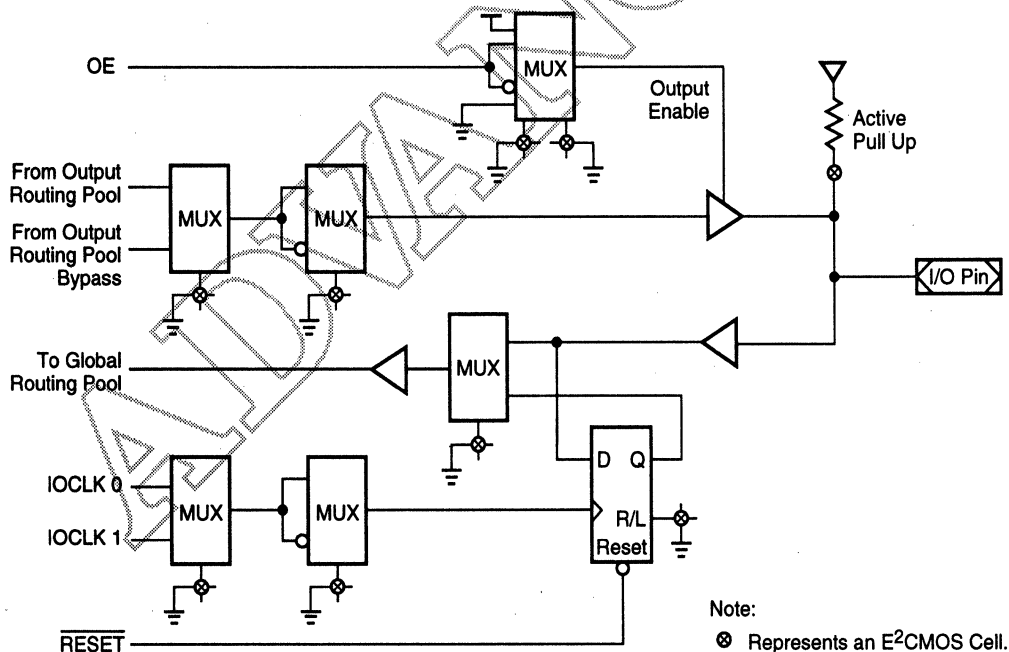 OE
MUX
Output
Enable
Active
Pull Up
From Output
Routing Pool
MUX
MUX
From Output
Routing Pool
Bypass
I/O Pin
To Global
Routing Pool
MUX
D Q
IOCLK 0
MUX
MUX
IOCLK 1
R/L
Reset
Note:
RESET
⊗ Represents an E²CMOS Cell.
ADVAN